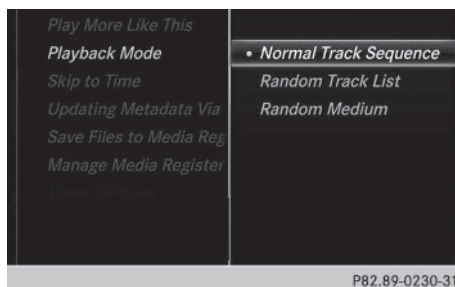 Play More Like This
Playback Mode
Skip to Time
Updating Metadata Via
Save Files to Media Reg
Manage Media Register
• Normal Track Sequence
Random Track List
Random Medium
P82.89-0230-31